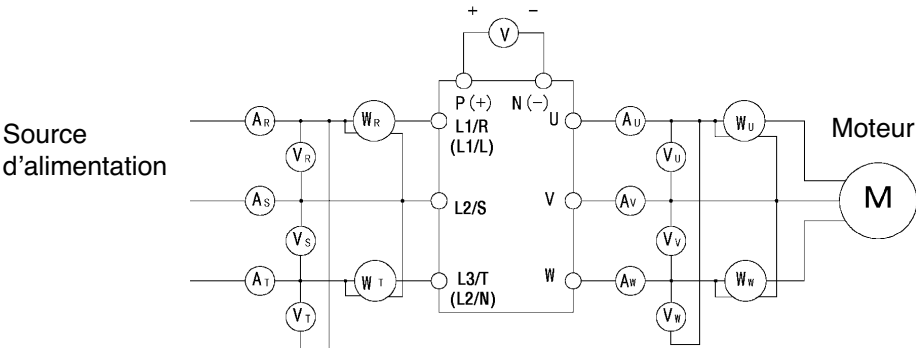 + −
V
P (+) N (−)
Source
d’alimentation
AR WR L1/R U AU WU Moteur
(L1/L)
VR VU
AS L2/S V AV M
VS VV
AT WT L3/T W AW WW
(L2/N)
VT VW